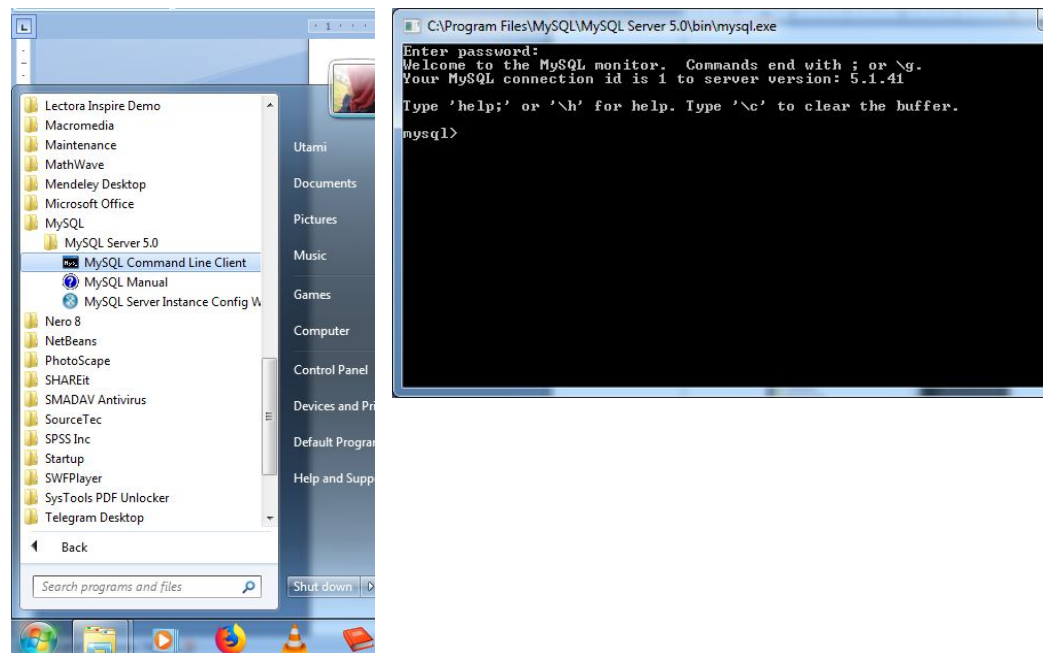 L
1
Lectora Inspire Demo
Macromedia
Maintenance
MathWave
Mendeley Desktop
Microsoft Office
MySQL
MySQL Server 5.0
MySQL Command Line Client
MySQL Manual
MySQL Server Instance Config W
Nero 8
NetBeans
PhotoScape
SHAREit
SMADAV Antivirus
SourceTec
SPSS Inc
Startup
SWFPlayer
SysTools PDF Unlocker
Telegram Desktop
Back
Search programs and files
Utami
Documents
Pictures
Music
Games
Computer
Control Panel
Devices and Pri
Default Program
Help and Supp
Shut down
C:\Program Files\MySQL\MySQL Server 5.0\bin\mysql.exe
Enter password:
Welcome to the MySQL monitor.  Commands end with ; or \g.
Your MySQL connection id is 1 to server version: 5.1.41
Type 'help;' or '\h' for help. Type '\c' to clear the buffer.
mysql>